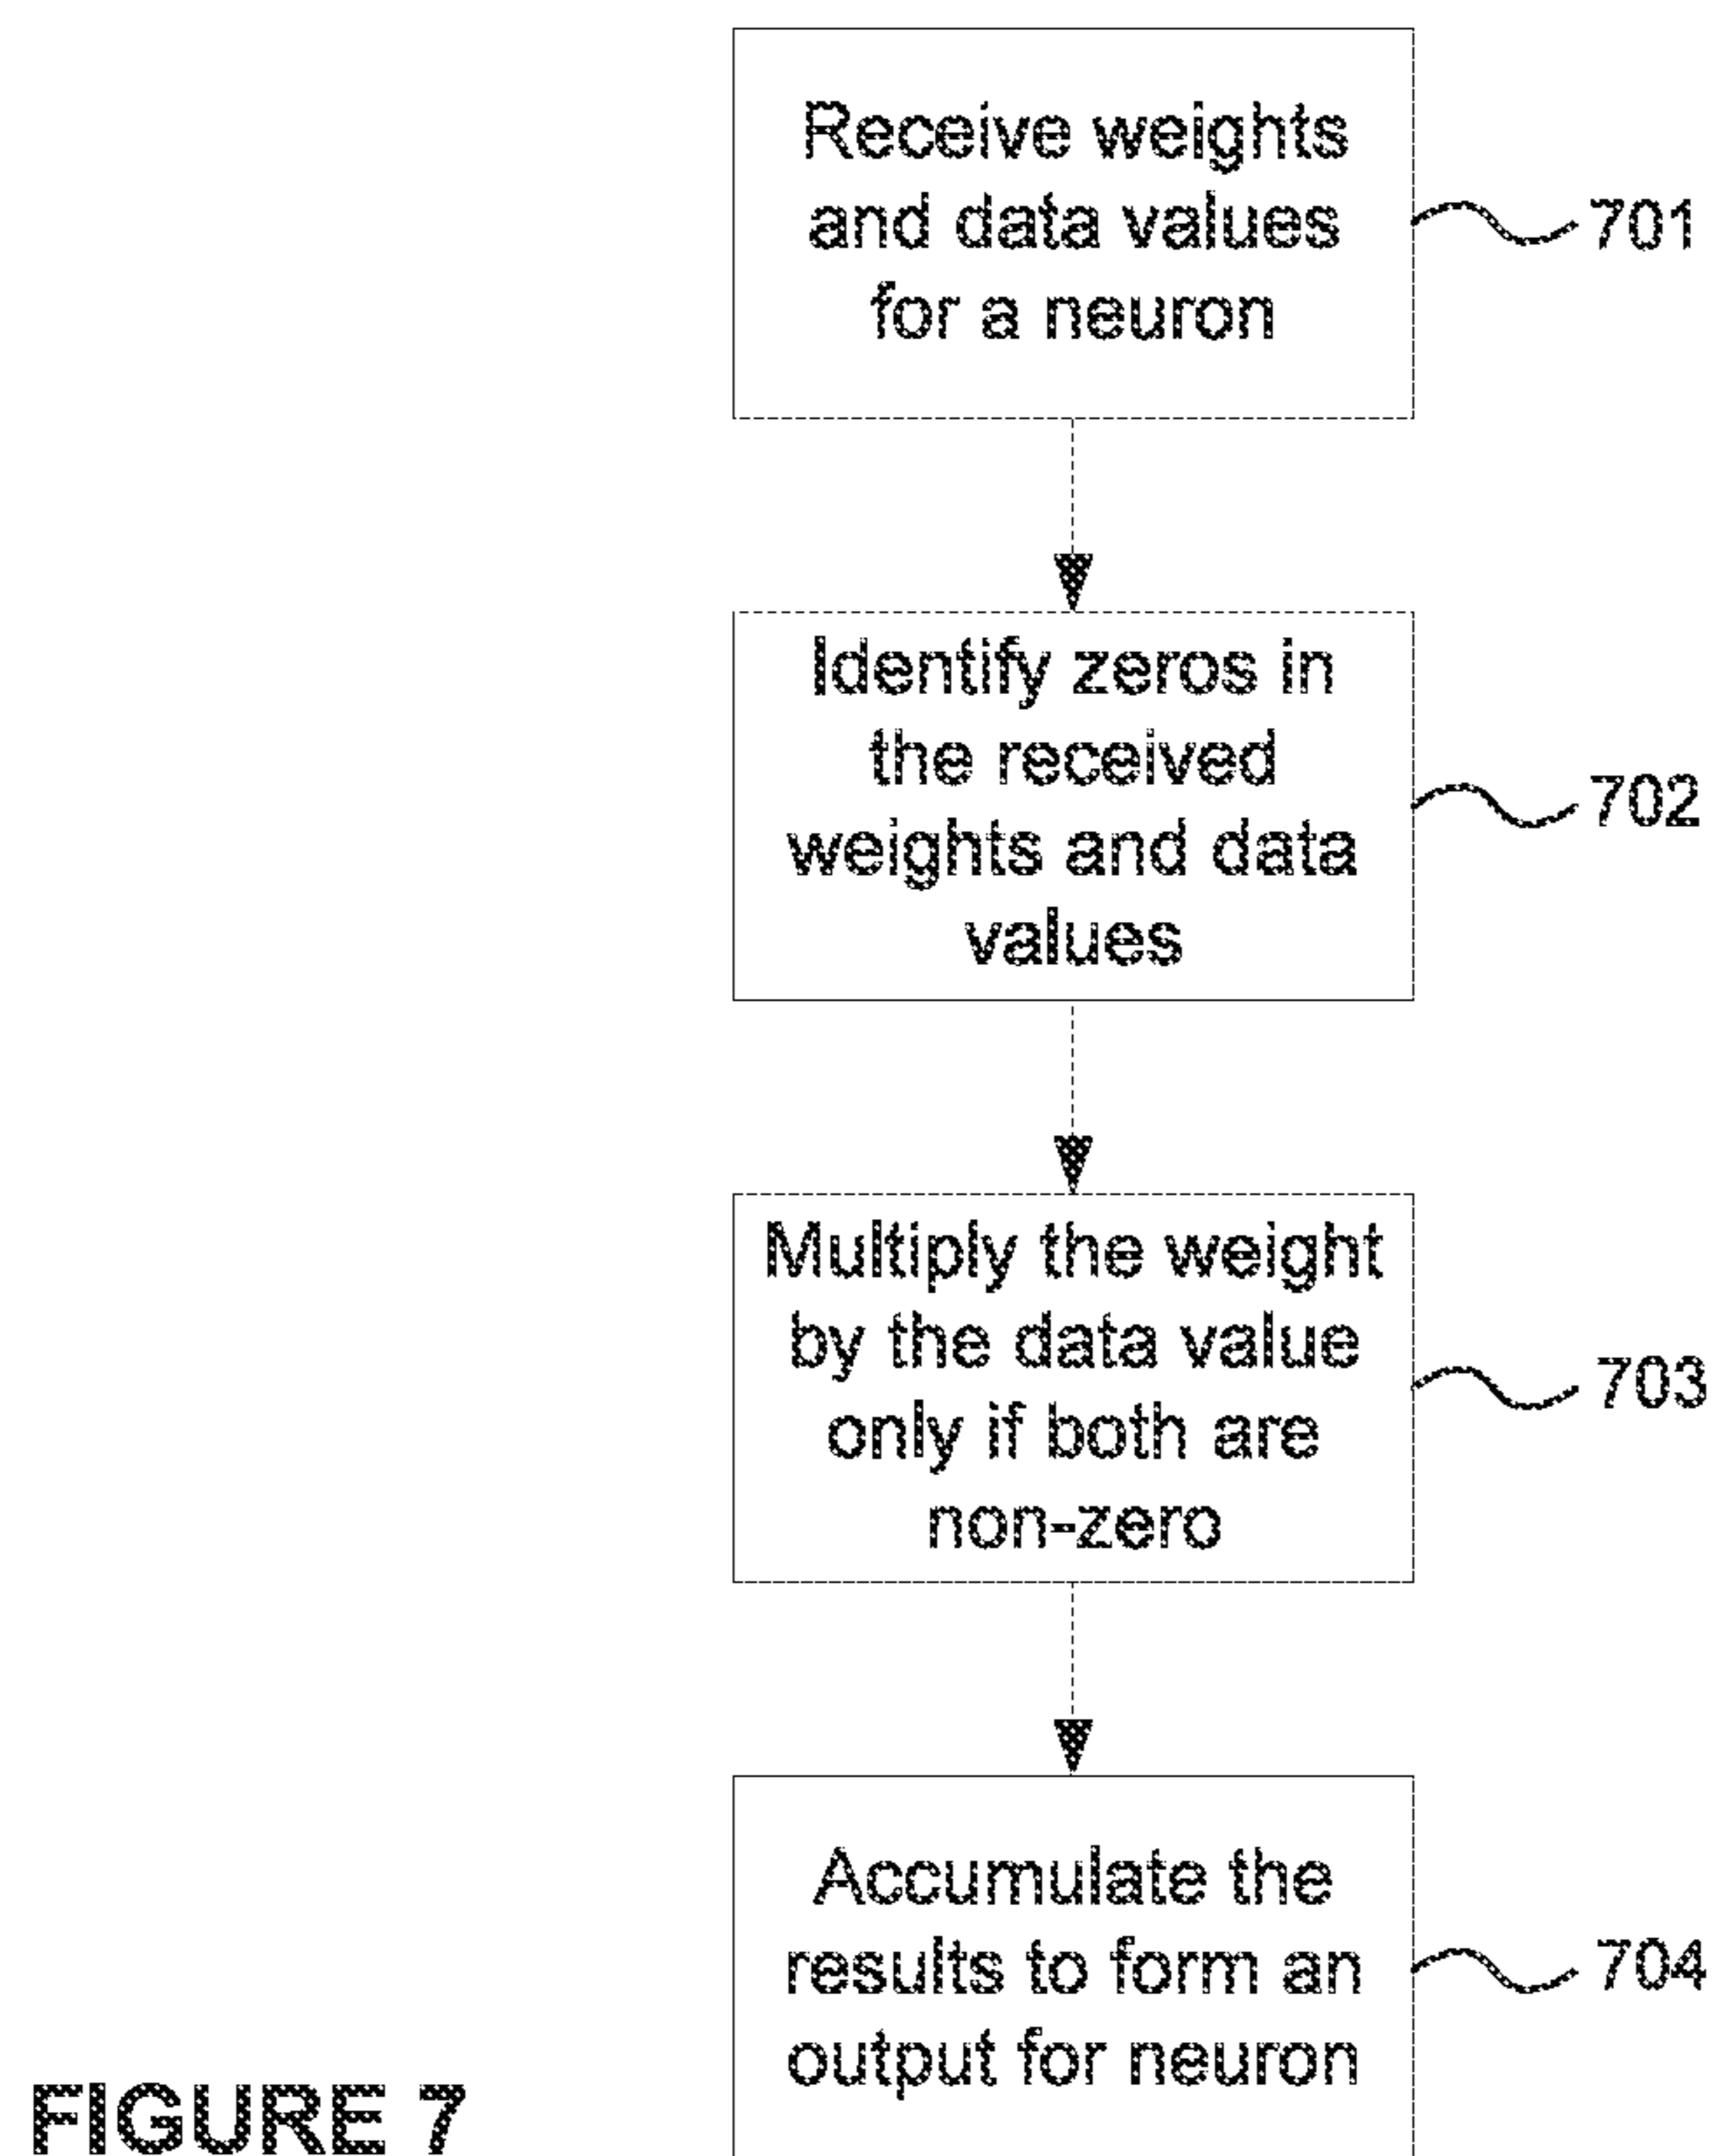 Receive weights
and data values
for a neuron
701
Identify zeros in
the received
weights and data
values
702
Multiply the weight
by the data value
only if both are
non-zero
703
Accumulate the
results to form an
output for neuron
704
FIGURE 7